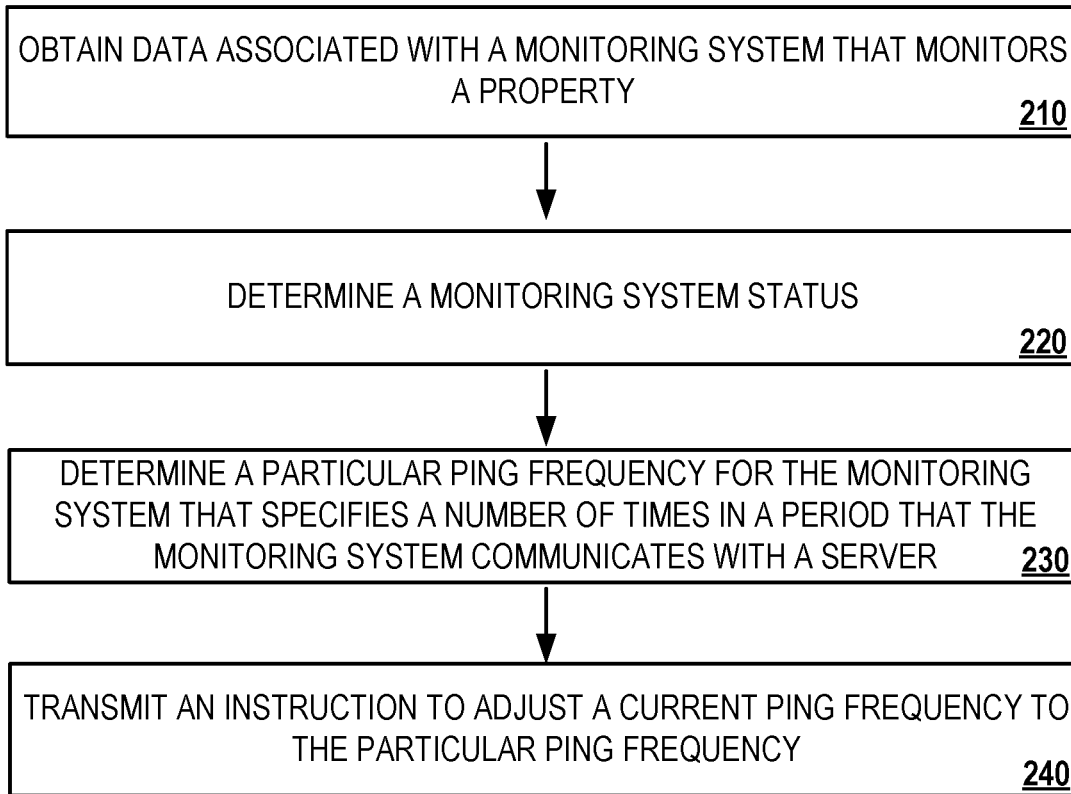 OBTAIN DATA ASSOCIATED WITH A MONITORING SYSTEM THAT MONITORS
A PROPERTY
210
DETERMINE A MONITORING SYSTEM STATUS
220
DETERMINE A PARTICULAR PING FREQUENCY FOR THE MONITORING
SYSTEM THAT SPECIFIES A NUMBER OF TIMES IN A PERIOD THAT THE
MONITORING SYSTEM COMMUNICATES WITH A SERVER
230
TRANSMIT AN INSTRUCTION TO ADJUST A CURRENT PING FREQUENCY TO
THE PARTICULAR PING FREQUENCY
240